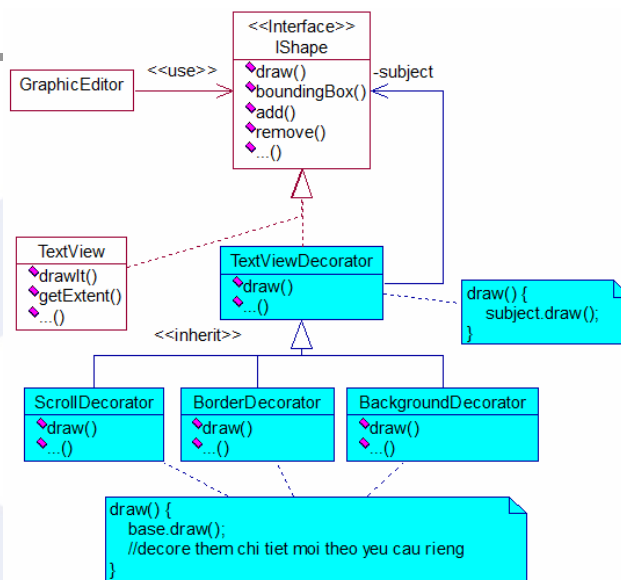 <<Interface>>
IShape
draw()
boundingBox()
add()
remove()
...()
GraphicEditor
<<use>>
-subject
TextView
drawIt()
getExtent()
...()
TextViewDecorator
draw()
...()
draw() {
subject.draw();
}
<<inherit>>
ScrollDecorator
draw()
...()
BorderDecorator
draw()
...()
BackgroundDecorator
draw()
...()
draw() {
base.draw();
//decore them chi tiet moi theo yeu cau rieng
}